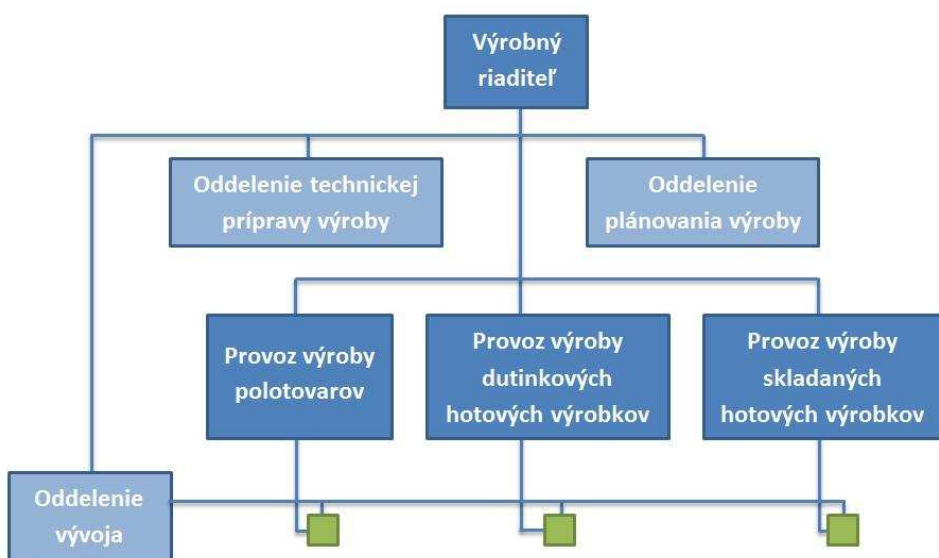 Výrobný
riaditeľ
Oddelenie technickej
prípravy výroby
Oddelenie
plánovania výroby
Provoz výroby
polotovarov
Provoz výroby
dutinkových
hotových výrobkov
Provoz výroby
skladaných
hotových výrobkov
Oddelenie
vývoja